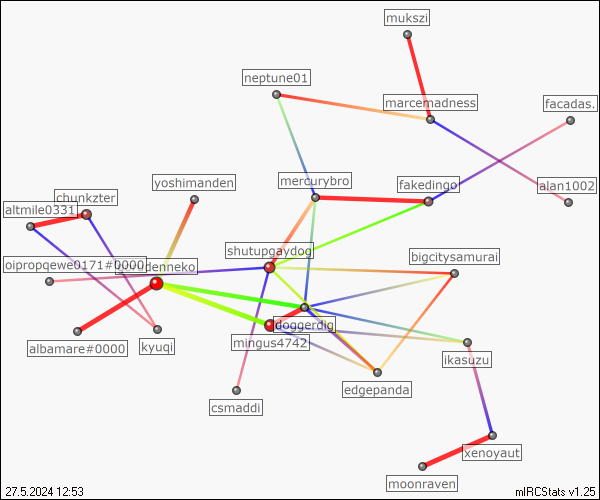 mukszi
neptune01
marcemadness
facadas.
yoshimanden
mercurybro
fakedingo
alan1002
chunkzter
altmile0331
shutupgaydog
bigcitysamurai
oipropqewe0171#0000
denneko
doggerdig
mingus4742
albamare#0000
kyuqi
ikasuzu
edgepanda
csmaddi
xenoyaut
moonraven
27.5.2024 12:53
mIRCStats v1.25